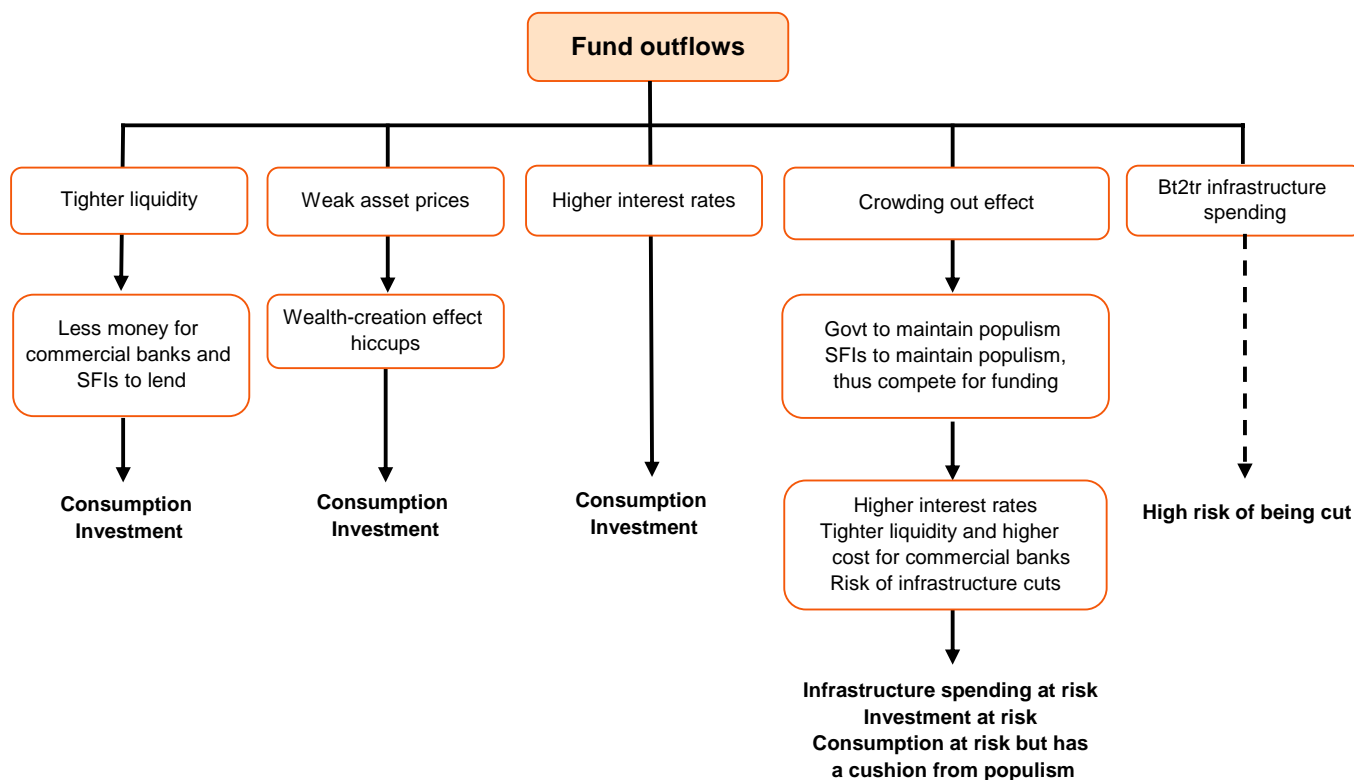 Fund outflows
Tighter liquidity
Weak asset prices
Higher interest rates
Crowding out effect
Bt2tr infrastructure
spending
Less money for
commercial banks and
SFIs to lend
Wealth-creation effect
hiccups
Govt to maintain populism
SFIs to maintain populism,
thus compete for funding
Consumption
Investment
Consumption
Investment
Consumption
Investment
Higher interest rates
Tighter liquidity and higher
cost for commercial banks
Risk of infrastructure cuts
High risk of being cut
Infrastructure spending at risk
Investment at risk
Consumption at risk but has
a cushion from populism